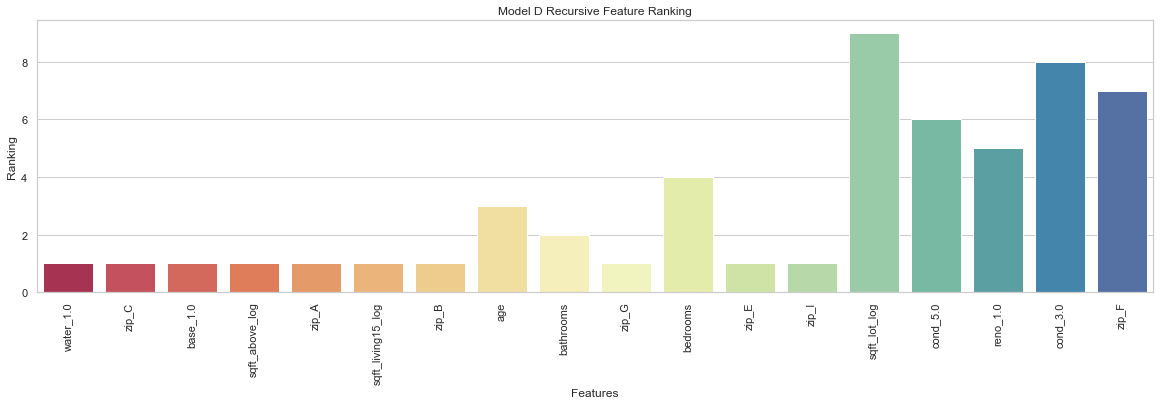 Model D Recursive Feature Ranking
8
6
4
2
0
Ranking
water_1.0
zip_C
base_1.0
sqft_above_log
zip_A
sqft_living15_log
zip_B
age
bathrooms
zip_G
bedrooms
zip_E
zip_I
sqft_lot_log
cond_5.0
reno_1.0
cond_3.0
zip_F
Features